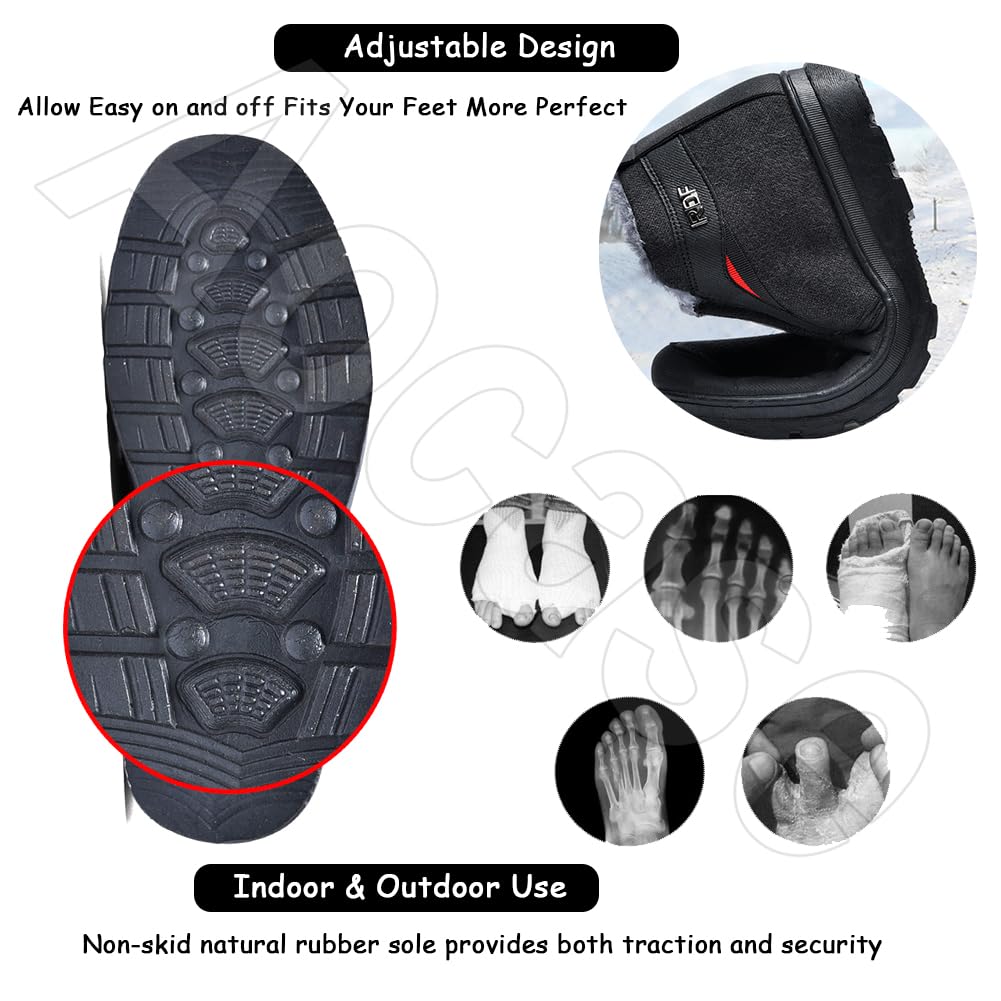 Adjustable Design
Allow Easy on and off Fits Your Feet More Perfect
Indoor & Outdoor Use
Non-skid natural rubber sole provides both traction and security